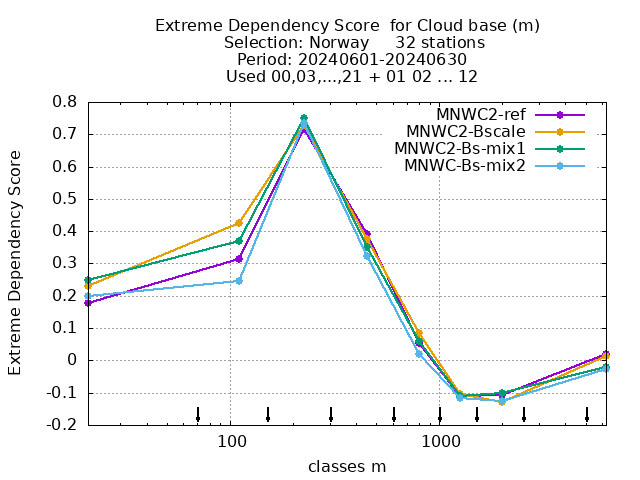 Extreme Dependency Score  for Cloud base (m)
Selection: Norway     32 stations
Period: 20240601-20240630
Used 00,03,...,21 + 01 02 ... 12
MNWC2-ref
MNWC2-Bscale
MNWC2-Bs-mix1
MNWC-Bs-mix2
Extreme Dependency Score
0.8
0.7
0.6
0.5
0.4
0.3
0.2
0.1
0
-0.1
-0.2
100
1000
classes m